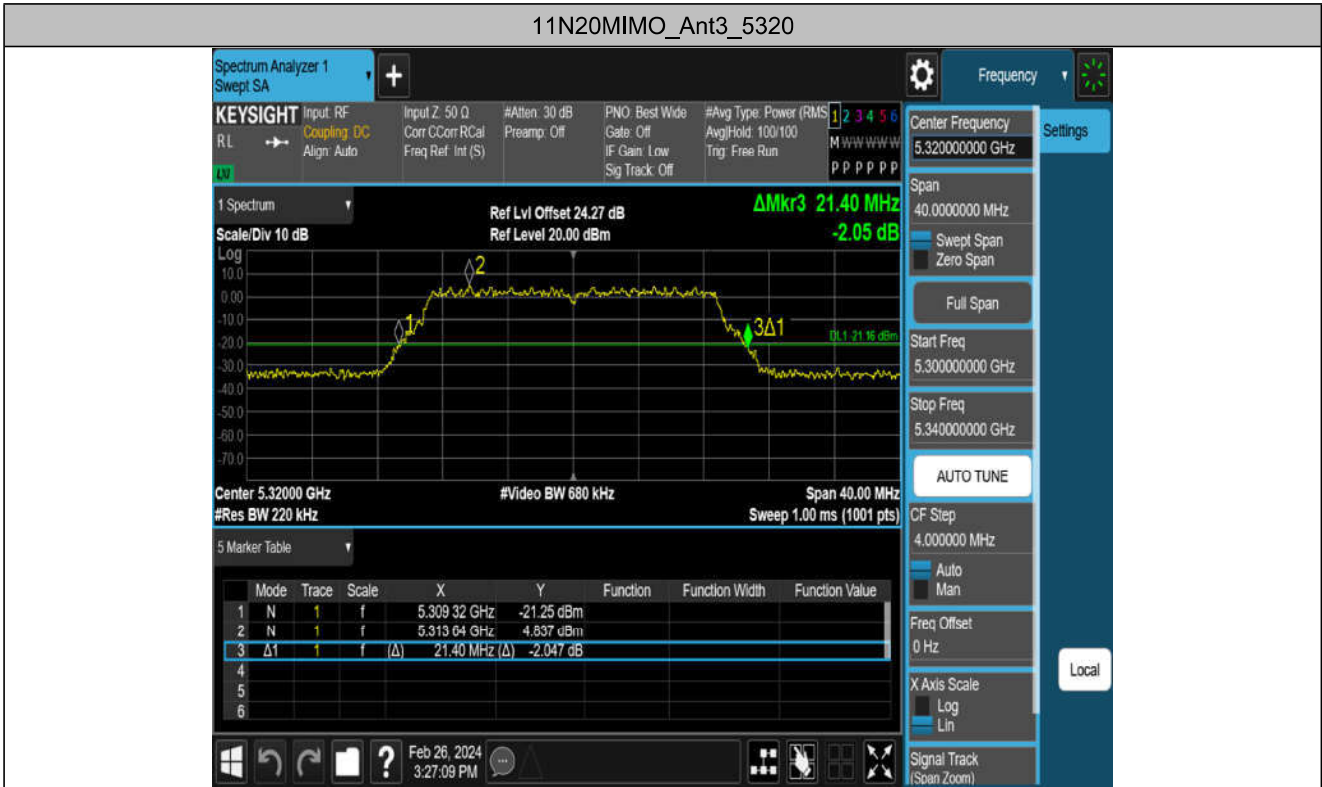 11N20MIMO_Ant3_5320
Spectrum Analyzer 1
Swept SA
Frequency
KEYSIGHT
RL
Input: RF
Coupling: DC
Align: Auto
Input Z: 50 Ω
Corr CCorr RCal
Freq Ref: Int (S)
#Atten: 30 dB
Preamp: Off
PNO: Best Wide
Gate: Off
IF Gain: Low
Sig Track: Off
#Avg Type: Power (RMS
Avg|Hold: 100/100
Trig: Free Run
1 2 3 4 5 6
M W W W W W
P P P P P P
1 Spectrum
Scale/Div 10 dB
Ref Lvl Offset 24.27 dB
Ref Level 20.00 dBm
ΔMkr3 21.40 MHz
-2.05 dB
Log
10.0
0.00
-10.0
-20.0
-30.0
-40.0
-50.0
-60.0
-70.0
1
2
3Δ1
DL1 -21.16 dBm
Center 5.32000 GHz
#Res BW 220 kHz
#Video BW 680 kHz
Span 40.00 MHz
Sweep 1.00 ms (1001 pts)
5 Marker Table
Mode Trace Scale X Y Function Function Width Function Value
1 N 1 f 5.309 32 GHz -21.25 dBm
2 N 1 f 5.313 64 GHz 4.837 dBm
3 Δ1 1 f (Δ) 21.40 MHz (Δ) -2.047 dB
4
5
6
Feb 26, 2024
3:27:09 PM
Center Frequency
5.320000000 GHz
Settings
Span
40.0000000 MHz
Swept Span
Zero Span
Full Span
Start Freq
5.300000000 GHz
Stop Freq
5.340000000 GHz
AUTO TUNE
CF Step
4.000000 MHz
Auto
Man
Freq Offset
0 Hz
X Axis Scale
Log
Lin
Local
Signal Track
(Span Zoom)